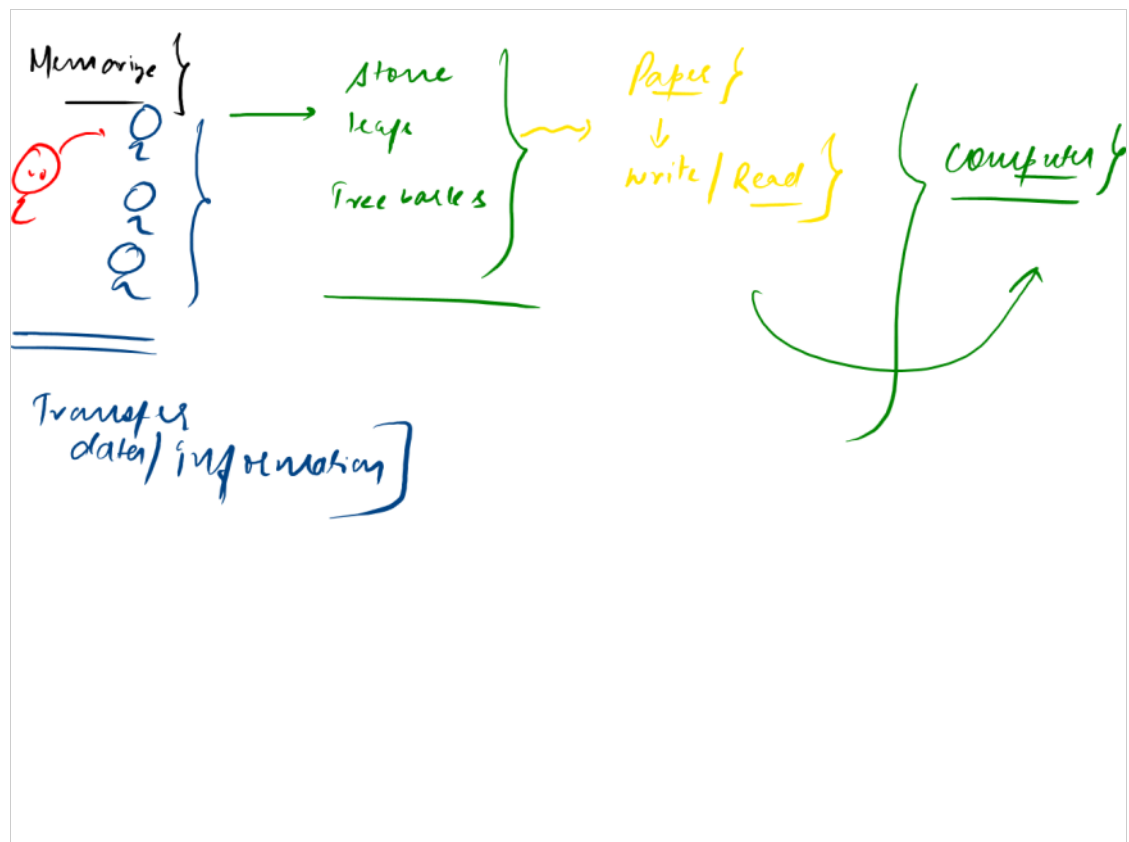 Memorize
stone
leafs
Tree barks
Paper
write / Read
computer
Transfer
data / information